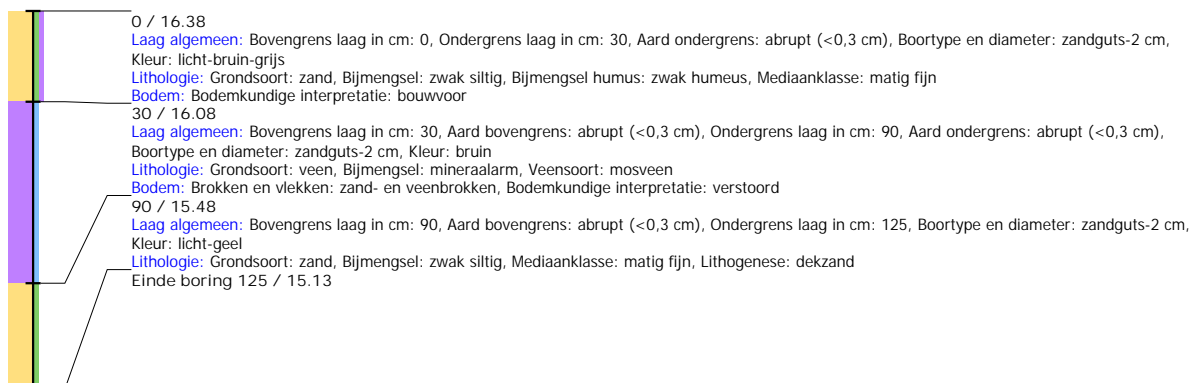 0 / 16.38
Laag algemeen: Bovengrens laag in cm: 0, Ondergrens laag in cm: 30, Aard ondergrens: abrupt (<0,3 cm), Boortype en diameter: zandguts-2 cm,
Kleur: licht-bruin-grijs
Lithologie: Grondsoort: zand, Bijmengsel: zwak siltig, Bijmengsel humus: zwak humeus, Mediaanklasse: matig fijn
Bodem: Bodemkundige interpretatie: bouwvoor
30 / 16.08
Laag algemeen: Bovengrens laag in cm: 30, Aard bovengrens: abrupt (<0,3 cm), Ondergrens laag in cm: 90, Aard ondergrens: abrupt (<0,3 cm),
Boortype en diameter: zandguts-2 cm, Kleur: bruin
Lithologie: Grondsoort: veen, Bijmengsel: mineraalarm, Veensoort: mosveen
Bodem: Brokken en vlekken: zand- en veenbrokken, Bodemkundige interpretatie: verstoord
90 / 15.48
Laag algemeen: Bovengrens laag in cm: 90, Aard bovengrens: abrupt (<0,3 cm), Ondergrens laag in cm: 125, Boortype en diameter: zandguts-2 cm,
Kleur: licht-geel
Lithologie: Grondsoort: zand, Bijmengsel: zwak siltig, Mediaanklasse: matig fijn, Lithogenese: dekzand
Einde boring 125 / 15.13